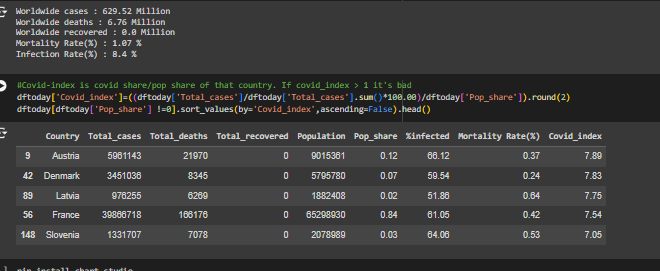 Worldwide cases : 629.52 Million
Worldwide deaths : 6.76 Million
Worldwide recovered : 0.0 Million
Mortality Rate(%) : 1.07 %
Infection Rate(%) : 8.4 %
#Covid-index is covid share/pop share of that country. If covid_index > 1 it's bad
dftoday['Covid_index']=((dftoday['Total_cases']/dftoday['Total_cases'].sum()*100.00)/dftoday['Pop_share']).round(2)
dftoday[dftoday['Pop_share'] !=0].sort_values(by='Covid_index',ascending=False).head()
Country Total_cases Total_deaths Total_recovered Population Pop_share %infected Mortality Rate(%) Covid_index
9 Austria 5961143 21970 0 9015361 0.12 66.12 0.37 7.89
42 Denmark 3451036 8345 0 5795780 0.07 59.54 0.24 7.83
89 Latvia 976255 6269 0 1882408 0.02 51.86 0.64 7.75
56 France 39866718 166176 0 65298930 0.84 61.05 0.42 7.54
148 Slovenia 1331707 7078 0 2078989 0.03 64.06 0.53 7.05
pip install chart_studio